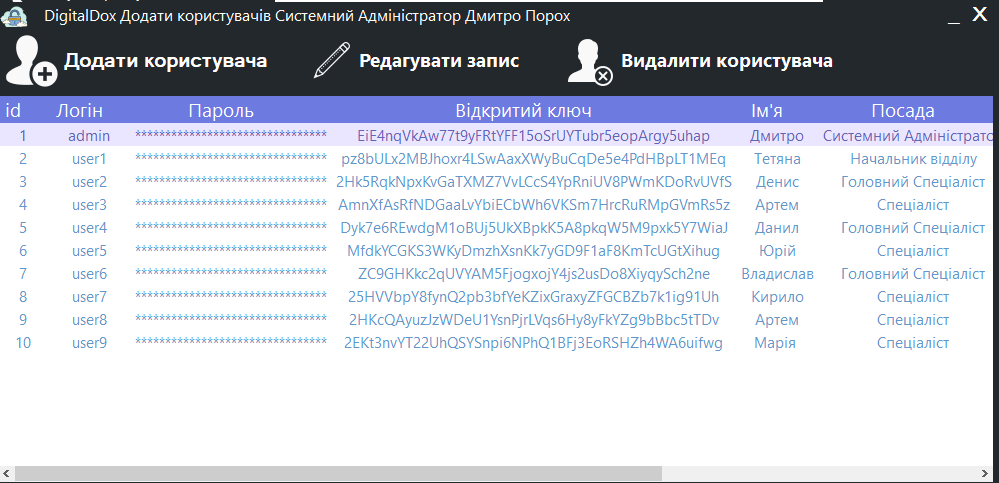 DigitalDox Додати користувачів Системний Адміністратор Дмитро Порох
_ X
Додати користувача Редагувати запис Видалити користувача
id Логін Пароль Відкритий ключ Ім'я Посада
1 admin ******************************** EiE4nqVkAw77t9yFRtYFF15oSrUYTubr5eopArgy5uhap Дмитро Системний Адміністрато
2 user1 ******************************** pz8bULx2MBJhoxr4LSwAaxXWyBuCqDe5e4PdHBpLT1MEq Тетяна Начальник відділу
3 user2 ******************************** 2Hk5RqkNpxKvGaTXMZ7VvLCcS4YpRniUV8PWmKDoRvUVfS Денис Головний Спеціаліст
4 user3 ******************************** AmnXfAsRfNDGaaLvYbiECbWh6VKSm7HrcRuRMpGVmRs5z Артем Спеціаліст
5 user4 ******************************** Dyk7e6REwdgM1oBUj5UkXBpkK5A8pkqW5M9pxk5Y7WiaJ Данил Головний Спеціаліст
6 user5 ******************************** MfdkYCGKS3WKyDmzhXsnKk7yGD9F1aF8KmTcUGtXihug Юрій Спеціаліст
7 user6 ******************************** ZC9GHKkc2qUVYAM5FjogxojY4js2usDo8XiyqySch2ne Владислав Головний Спеціаліст
8 user7 ******************************** 25HVVbpY8fynQ2pb3bfYeKZixGraxyZFGCBZb7k1ig91Uh Кирило Спеціаліст
9 user8 ******************************** 2HKcQAyuzJzWDeU1YsnPjrLVqs6Hy8yFkYZg9bBbc5tTDv Артем Спеціаліст
10 user9 ******************************** 2EKt3nvYT22UhQSYSnpi6NPhQ1BFj3EoRSHZh4WA6uifwg Марія Спеціаліст